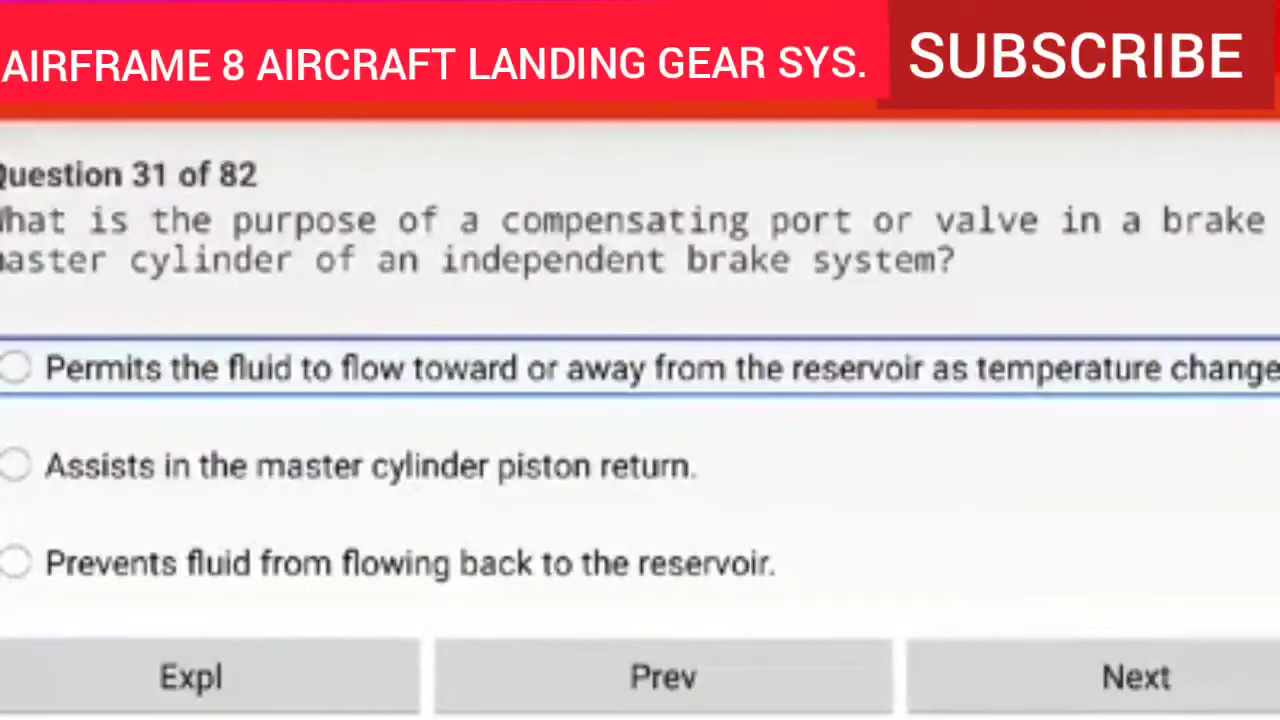 AIRFRAME 8 AIRCRAFT LANDING GEAR SYS.
SUBSCRIBE
Question 31 of 82
What is the purpose of a compensating port or valve in a brake
master cylinder of an independent brake system?
Permits the fluid to flow toward or away from the reservoir as temperature change
Assists in the master cylinder piston return.
Prevents fluid from flowing back to the reservoir.
Expl
Prev
Next